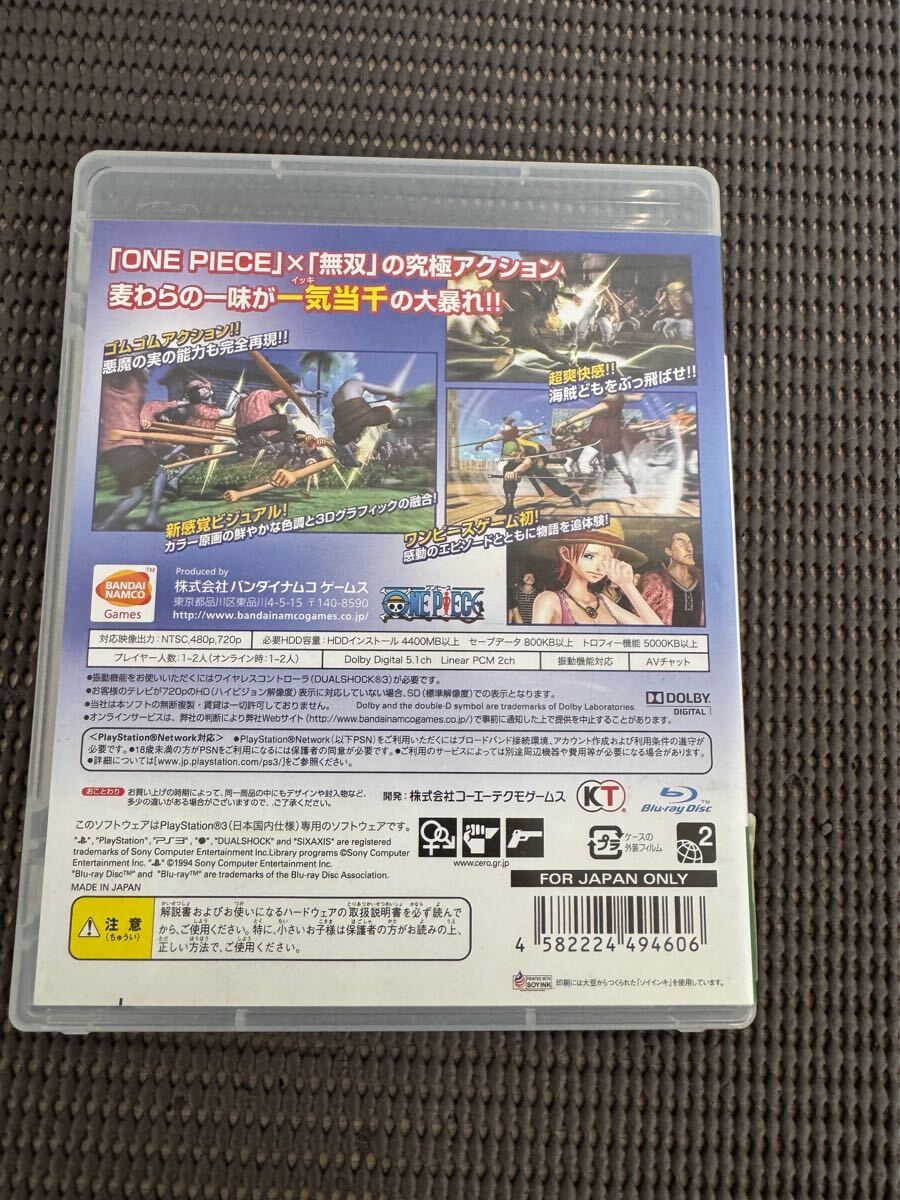 「ONE PIECE」×「無双」の究極アクション
イッキ
麦わらの一味が一気当千の大暴れ!!
ゴムゴムアクション!!
悪魔の実の能力も完全再現!!
超爽快感!!
海賊どもをぶっ飛ばせ!!
新感覚ビジュアル!
カラー原画の鮮やかな色調と3Dグラフィックの融合!
ワンピースゲーム初!
感動のエピソードとともに物語を追体験!
BANDAI
NAMCO
Games
TM
Produced by
株式会社 バンダイナムコ ゲームス
東京都品川区東品川4-5-15 〒140-8590
http://www.bandainamcogames.co.jp/
ONE PIECE
対応映像出力:NTSC,480p,720p
必要HDD容量:HDDインストール 4400MB以上 セーブデータ 800KB以上 トロフィー機能 5000KB以上
プレイヤー人数:1~2人(オンライン時:1~2人)
Dolby Digital 5.1ch Linear PCM 2ch
振動機能対応
AVチャット
●振動機能をお使いいただくにはワイヤレスコントローラ(DUALSHOCK®3)が必要です。
●お客様のテレビが720pのHD(ハイビジョン解像度)表示に対応していない場合、SD(標準解像度)での表示となります。
●当社は本ソフトの無断複製・賃貸は一切許可しておりません。 Dolby and the double-D symbol are trademarks of Dolby Laboratories.
●オンラインサービスは、弊社の判断により弊社Webサイト(http://www.bandainamcogames.co.jp/)で事前に通知した上で提供を中止することがあります。
DOLBY
DIGITAL
<PlayStation®Network対応> ●PlayStation®Network(以下PSN)をご利用いただくにはブロードバンド接続環境、アカウント作成および利用条件の遵守が
必要です。●18歳未満の方がPSNをご利用になるには保護者の同意が必要です。●ご利用のサービスによっては別途周辺機器や費用等が必要になる場合があります。
●詳細については[www.jp.playstation.com/ps3/]をご参照ください。
おことわり
お買い上げの時期によって、同一商品の中にもデザインや封入物など、
多少の違いがある場合がございますので、ご了承ください。
開発:株式会社コーエーテクモゲームス
KT
Blu-ray Disc
TM
このソフトウェアはPlayStation®3(日本国内仕様)専用のソフトウェアです。
"PlayStation", "PS3", "DUALSHOCK" and "SIXAXIS" are registered
trademarks of Sony Computer Entertainment Inc.Library programs ©Sony Computer
Entertainment Inc. ©1994 Sony Computer Entertainment Inc.
"Blu-ray Disc™" and "Blu-ray™" are trademarks of the Blu-ray Disc Association.
MADE IN JAPAN
www.cero.gr.jp
プラ
ケースの
外装フィルム
2
FOR JAPAN ONLY
注意
(ちゅうい)
解説書およびお使いになるハードウェアの取扱説明書を必ず読んで
から、ご使用ください。特に、小さいお子様は保護者の方がお読みの上、
正しい方法で、ご使用ください。
4 582224 494606
PRINTED WITH
SOY INK
印刷には大豆からつくられた「ソイインキ」を使用しています。